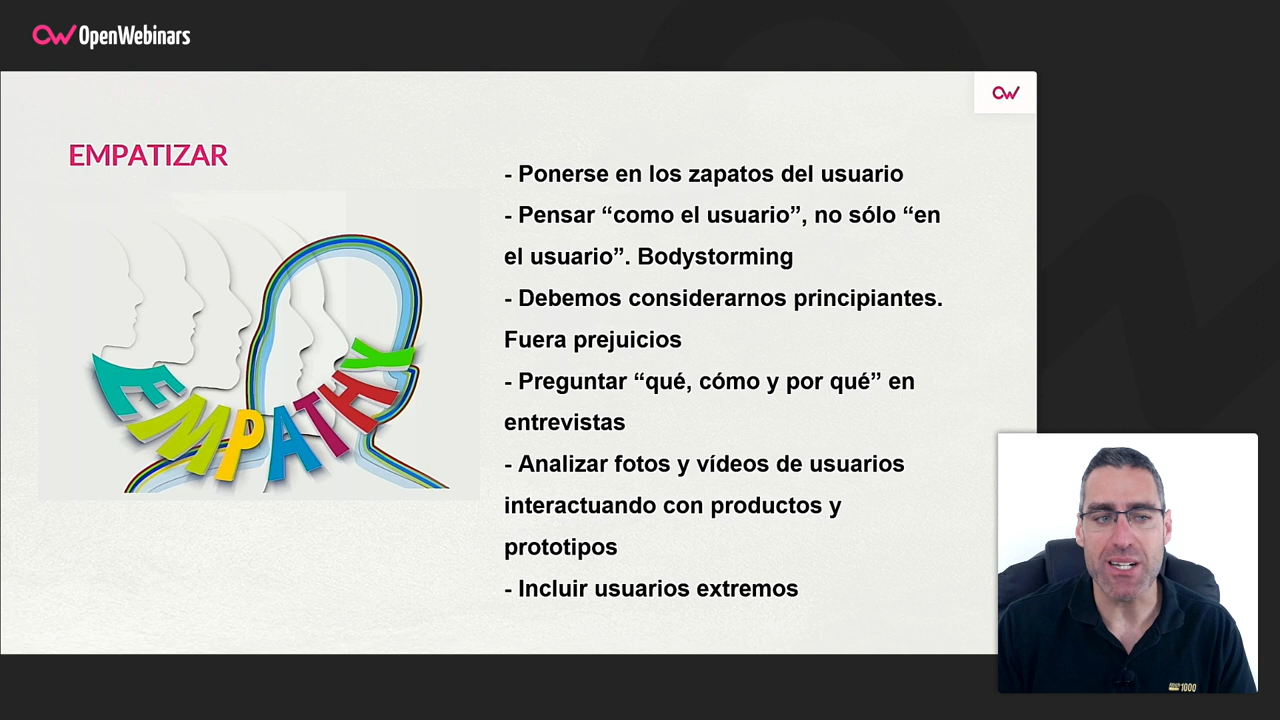 OpenWebinars
EMPATIZAR
- Ponerse en los zapatos del usuario
- Pensar “como el usuario”, no sólo “en
el usuario”. Bodystorming
- Debemos considerarnos principiantes.
Fuera prejuicios
- Preguntar “qué, cómo y por qué” en
entrevistas
- Analizar fotos y vídeos de usuarios
interactuando con productos y
prototipos
- Incluir usuarios extremos
EMPATHY
1000